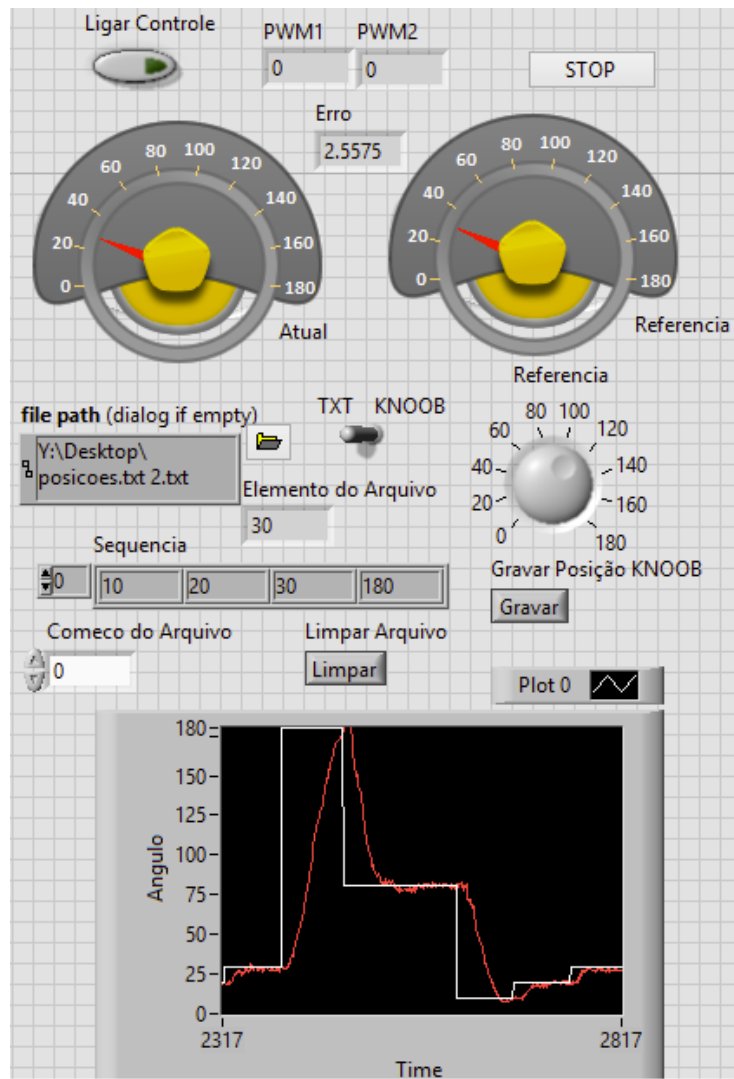 Ligar Controle
PWM1 PWM2
0 0
STOP
Erro
2.5575
0 20 40 60 80 100 120 140 160 180
Atual
0 20 40 60 80 100 120 140 160 180
Referencia
file path (dialog if empty)
Y:\Desktop\
posicoes.txt 2.txt
TXT KNOOB
Elemento do Arquivo
30
Referencia
0 20 40 60 80 100 120 140 160 180
Sequencia
0 10 20 30 180
Gravar Posição KNOOB
Gravar
Comeco do Arquivo
0
Limpar Arquivo
Limpar
Plot 0
180
150
125
100
75
50
25
0
Angulo
2317 2817
Time